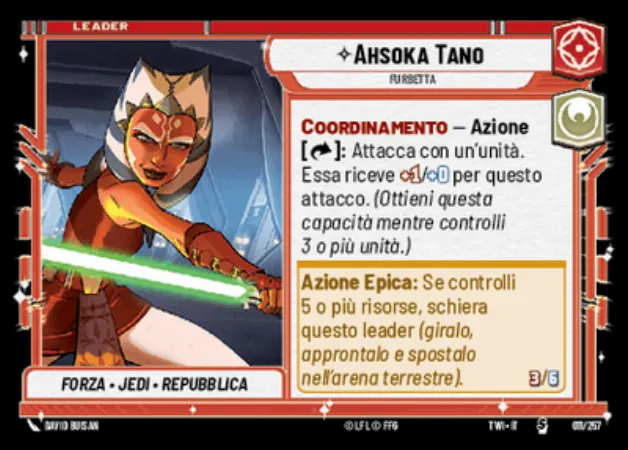 LEADER
AHSOKA TANO
FURBETTA
COORDINAMENTO – Azione
[ ]: Attacca con un'unità.
Essa riceve +1/+0 per questo
attacco. (Ottieni questa
capacità mentre controlli
3 o più unità.)
Azione Epica: Se controlli
5 o più risorse, schiera
questo leader (giralo,
approntalo e spostalo
nell'arena terrestre).
3/6
FORZA • JEDI • REPUBBLICA
DAVID BUISAN
© LFL © FFG
TWI • IT
S
011/257